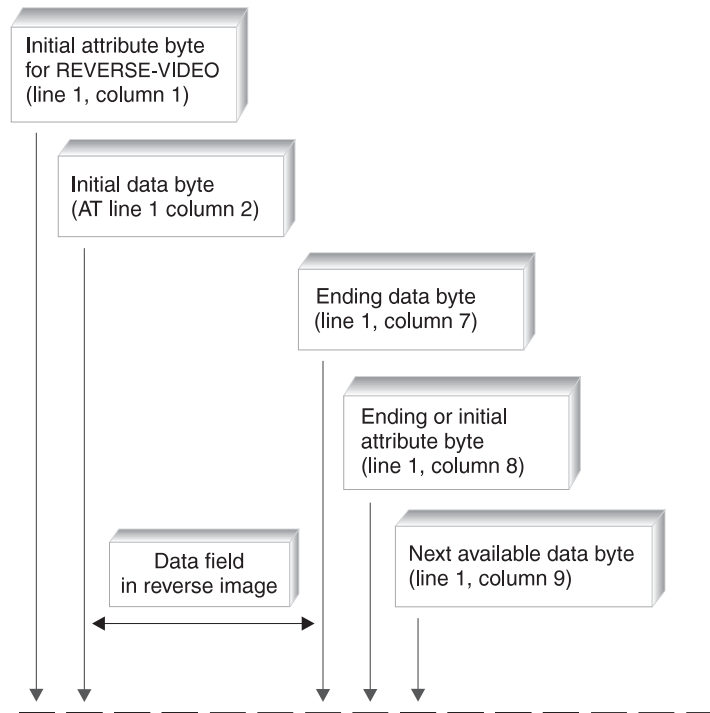 Initial attribute byte
for REVERSE-VIDEO
(line 1, column 1)
Initial data byte
(AT line 1 column 2)
Ending data byte
(line 1, column 7)
Ending or initial
attribute byte
(line 1, column 8)
Next available data byte
(line 1, column 9)
Data field
in reverse image